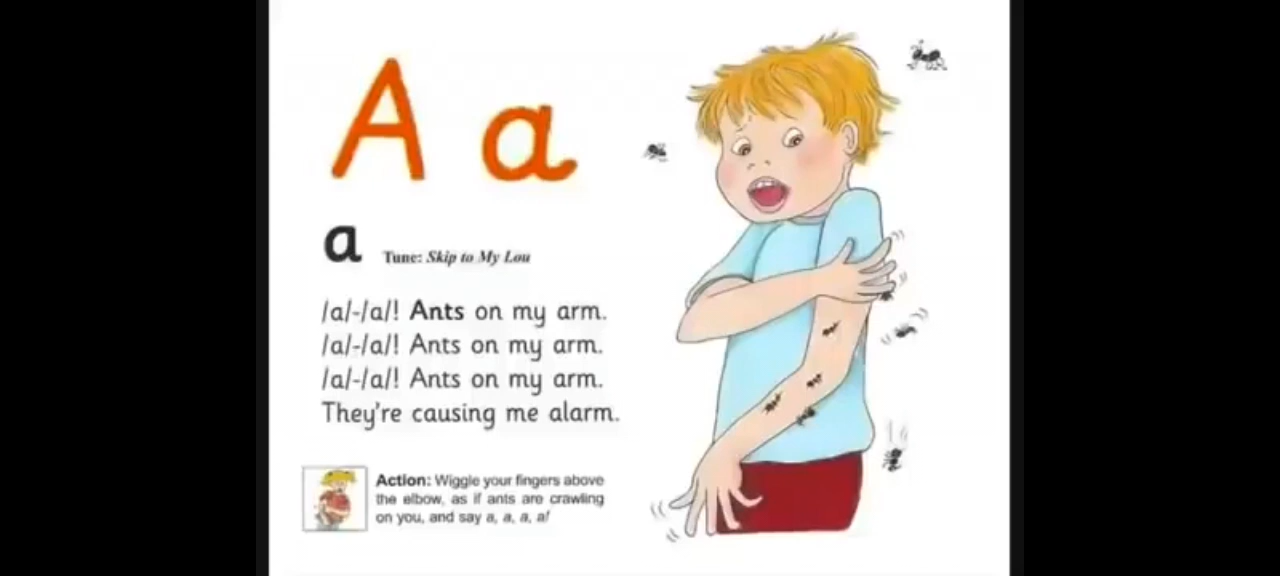 A a
a Tune: Skip to My Lou
/a/-/a/! Ants on my arm.
/a/-/a/! Ants on my arm.
/a/-/a/! Ants on my arm.
They're causing me alarm.
Action: Wiggle your fingers above
the elbow, as if ants are crawling
on you, and say a, a, a, a!